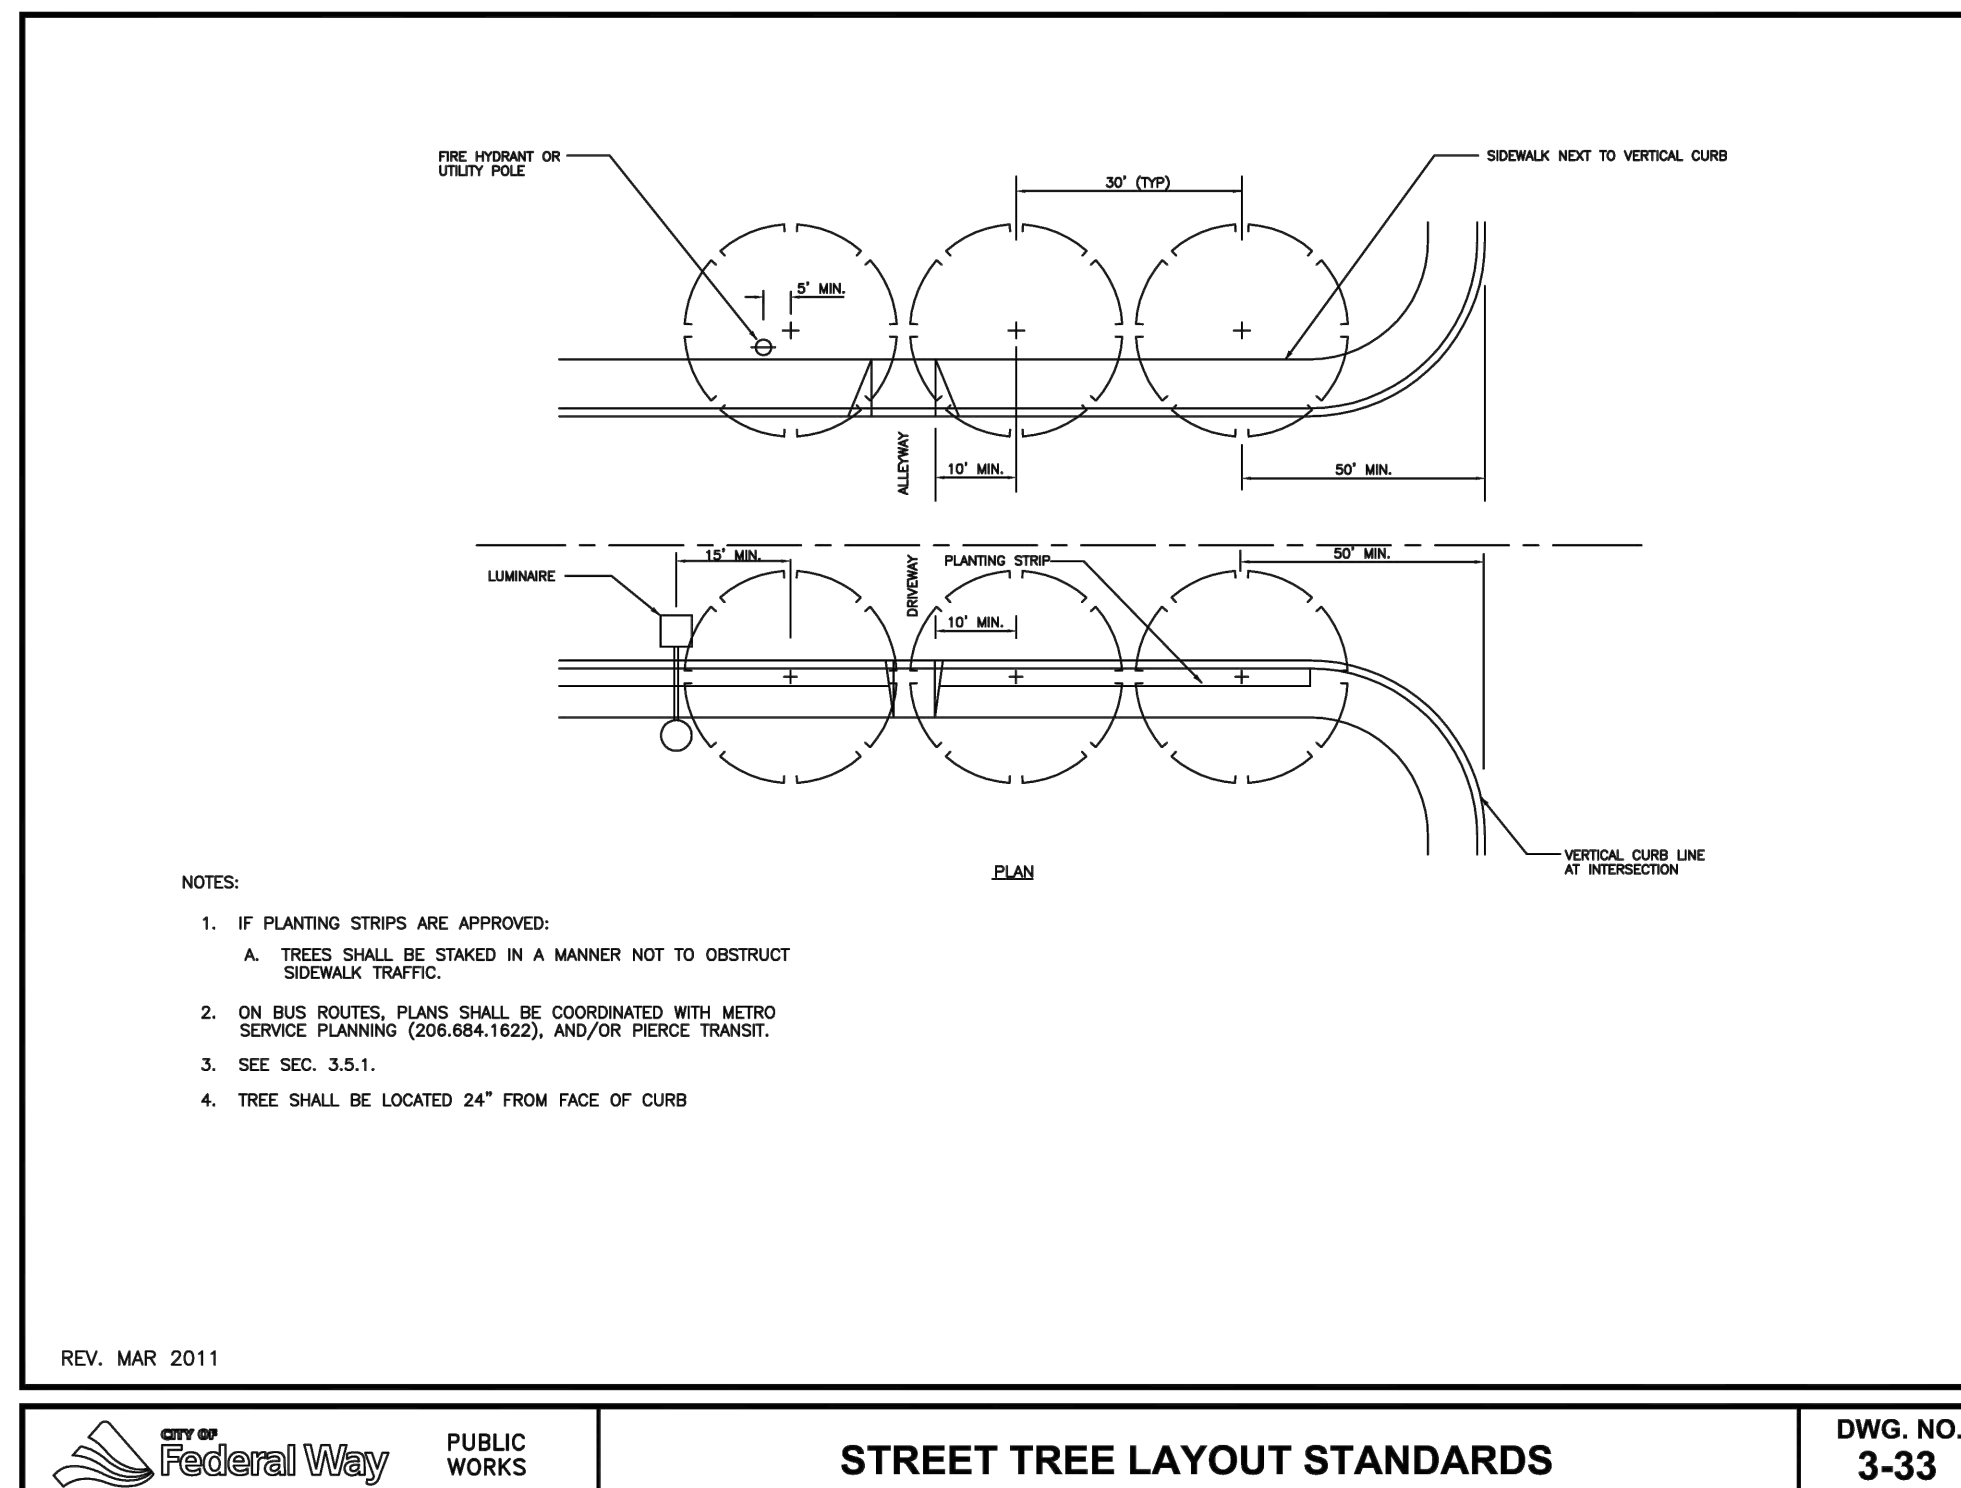 FIRE HYDRANT OR
UTILITY POLE
SIDEWALK NEXT TO VERTICAL CURB
30' (TYP)
5' MIN.
ALLEYWAY
10' MIN.
50' MIN.
15' MIN.
DRIVEWAY
PLANTING STRIP
50' MIN.
LUMINAIRE
10' MIN.
VERTICAL CURB LINE
AT INTERSECTION
PLAN
NOTES:
1. IF PLANTING STRIPS ARE APPROVED:
A. TREES SHALL BE STAKED IN A MANNER NOT TO OBSTRUCT
SIDEWALK TRAFFIC.
2. ON BUS ROUTES, PLANS SHALL BE COORDINATED WITH METRO
SERVICE PLANNING (206.684.1622), AND/OR PIERCE TRANSIT.
3. SEE SEC. 3.5.1.
4. TREE SHALL BE LOCATED 24" FROM FACE OF CURB
REV. MAR 2011
CITY OF
Federal Way
PUBLIC
WORKS
STREET TREE LAYOUT STANDARDS
DWG. NO.
3-33